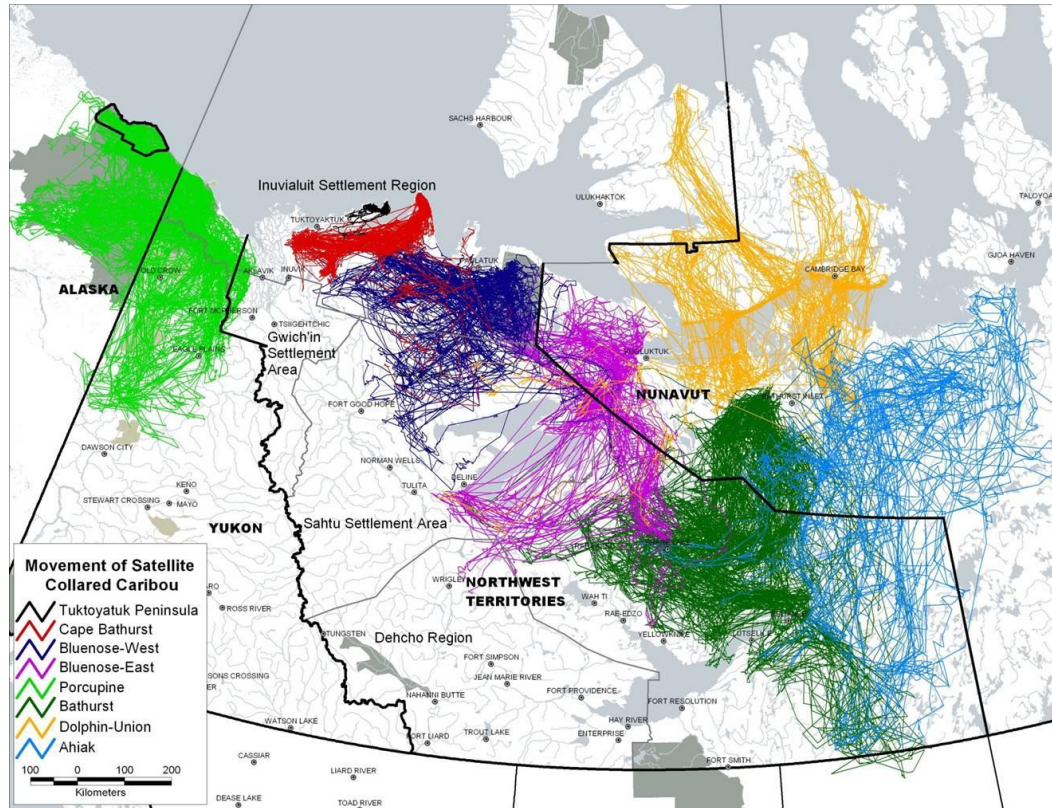 SACHS HARBOUR
Inuvialuit Settlement Region
ULUKHAKTOK
TALOYOA
TUKTOYAKTUK
GJOA HAVEN
PAULATUK
AKLAVIK
INUVIK
OLD CROW
CAMBRIDGE BAY
ALASKA
FORT MCPHERSON
TSIIGEHTCHIC
Gwich'in
Settlement
Area
EAGLE PLAINS
KUGLUKTUK
NUNAVUT
BATHURST INLET
FORT GOOD HOPE
DAWSON CITY
NORMAN WELLS
DELINE
TULITA
KENO
STEWART CROSSING
MAYO
YUKON
Sahtu Settlement Area
WRIGLEY
NORTHWEST
TERRITORIES
WAH TI
RAE-EDZO
ROSS RIVER
TUNGSTEN
Dehcho Region
YELLOWKNIFE
LUTSELK'E
FORT SIMPSON
JEAN MARIE RIVER
NAHANNI BUTTE
FORT PROVIDENCE
FORT RESOLUTION
HAY RIVER
ENTERPRISE
SONS CROSSING
WATSON LAKE
FORT LIARD
TROUT LAKE
CASSIAR
FORT SMITH
LIARD RIVER
DEASE LAKE
TOAD RIVER
Movement of Satellite
Collared Caribou
Tuktoyatuk Peninsula
Cape Bathurst
Bluenose-West
Bluenose-East
Porcupine
Bathurst
Dolphin-Union
Ahiak
100 0 100 200
Kilometers